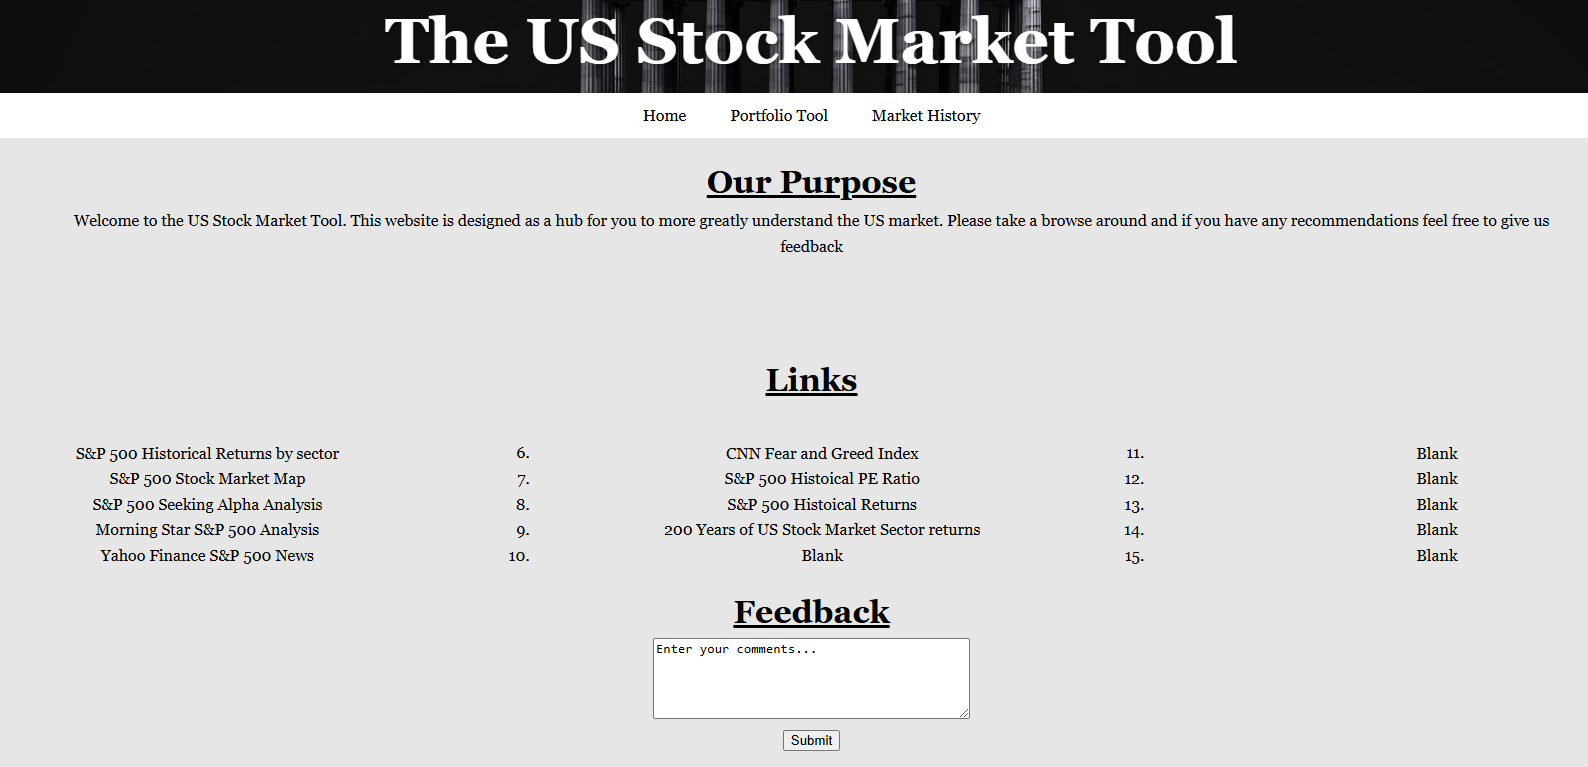 The US Stock Market Tool
Home Portfolio Tool Market History
Our Purpose
Welcome to the US Stock Market Tool. This website is designed as a hub for you to more greatly understand the US market. Please take a browse around and if you have any recommendations feel free to give us
feedback
Links
S&P 500 Historical Returns by sector 6. CNN Fear and Greed Index 11. Blank
S&P 500 Stock Market Map 7. S&P 500 Histoical PE Ratio 12. Blank
S&P 500 Seeking Alpha Analysis 8. S&P 500 Histoical Returns 13. Blank
Morning Star S&P 500 Analysis 9. 200 Years of US Stock Market Sector returns 14. Blank
Yahoo Finance S&P 500 News 10. Blank 15. Blank
Feedback
Enter your comments...
Submit